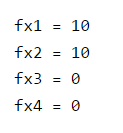 fx1 = 10
fx2 = 10
fx3 = 0
fx4 = 0